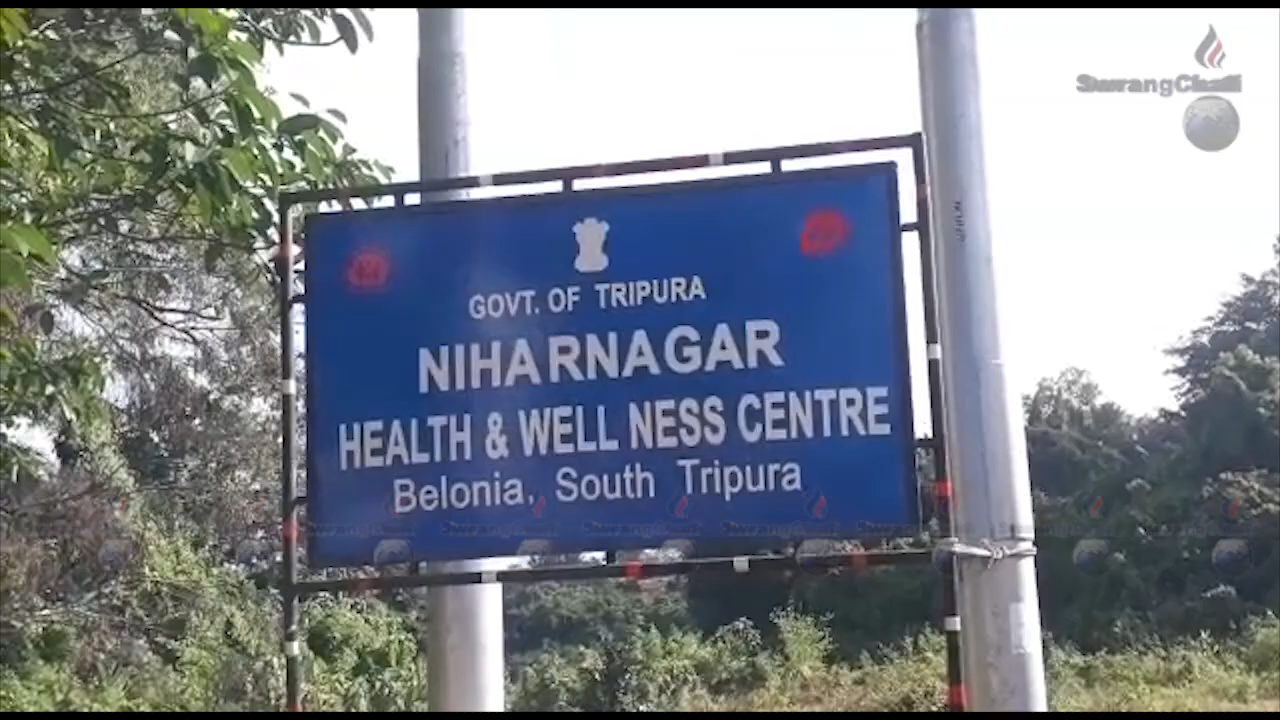 GOVT. OF TRIPURA
NIHARNAGAR
HEALTH & WELL NESS CENTRE
Belonia, South Tripura